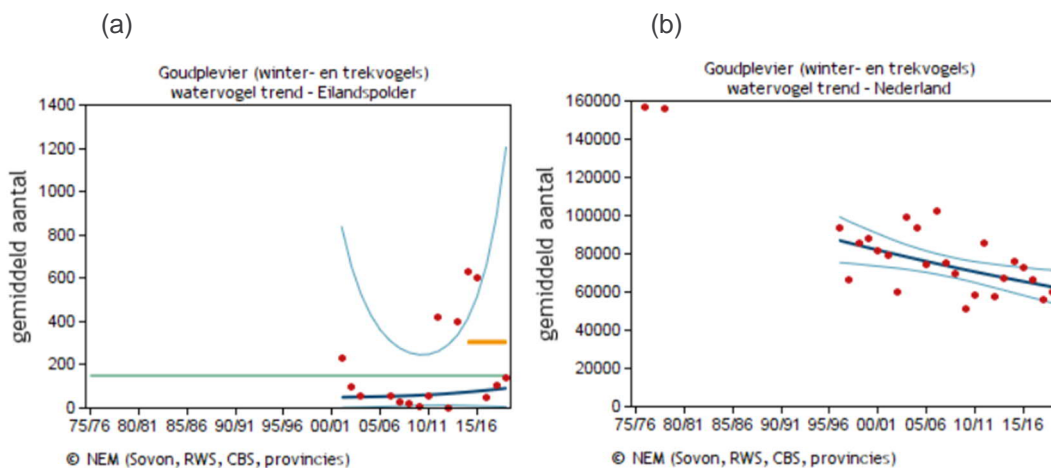 (a)
Goudplevier (winter- en trekvogels)
watervogel trend - Eilandspolder
gemiddeld aantal
1400
1200
1000
800
600
400
200
0
75/76 80/81 85/86 90/91 95/96 00/01 05/06 10/11 15/16
© NEM (Sovon, RWS, CBS, provincies)
(b)
Goudplevier (winter- en trekvogels)
watervogel trend - Nederland
gemiddeld aantal
160000
140000
120000
100000
80000
60000
40000
20000
0
75/76 80/81 85/86 90/91 95/96 00/01 05/06 10/11 15/16
© NEM (Sovon, RWS, CBS, provincies)